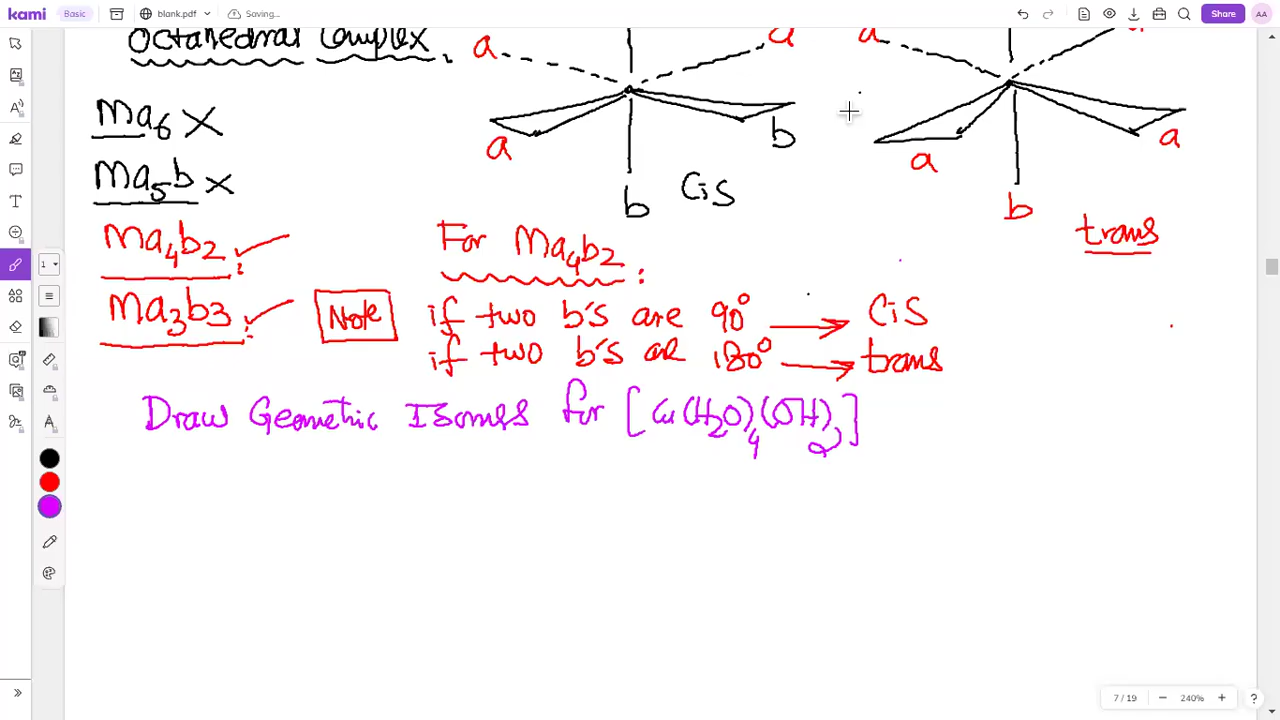 kami Basic blank.pdf Saving... Share AA
Octahedral Complex.
a a a a
Ma6 X
a b a a
Ma5b X
b Cis b
Ma4b2 ✓ For Ma4b2 : trans
Ma3b3 ✓ Note if two b's are 90° → Cis
if two b's are 180° → trans
Draw Geometric Isomers for [Cu(H2O)4(OH)2]
7 / 19 240%